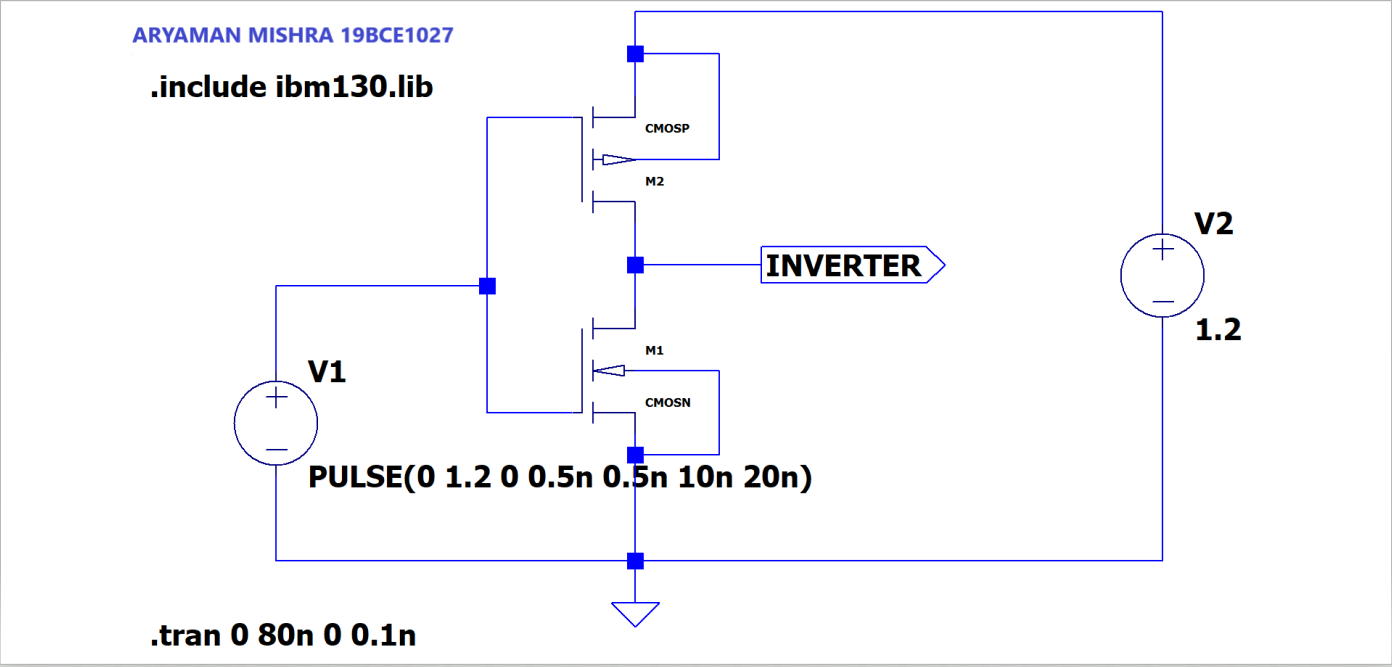 ARYAMAN MISHRA 19BCE1027
.include ibm130.lib
CMOSP
M2
V2
INVERTER
1.2
M1
V1
CMOSN
PULSE(0 1.2 0 0.5n 0.5n 10n 20n)
.tran 0 80n 0 0.1n